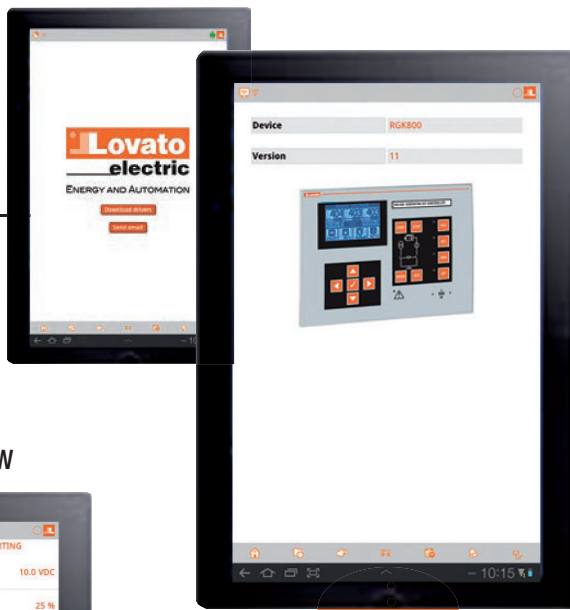 Lovato
electric
ENERGY AND AUTOMATION
Download drivers
Send email
Device RGK800
Version 11
10:15
W
RTING
10.0 VDC
25 %